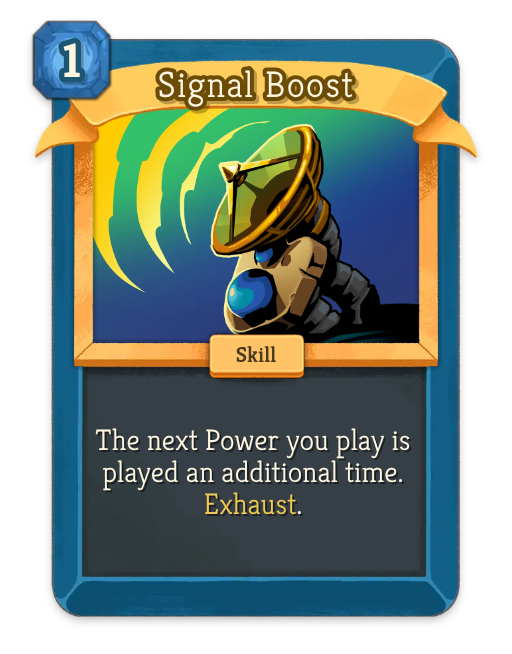 1
Signal Boost
Skill
The next Power you play is
played an additional time.
Exhaust.